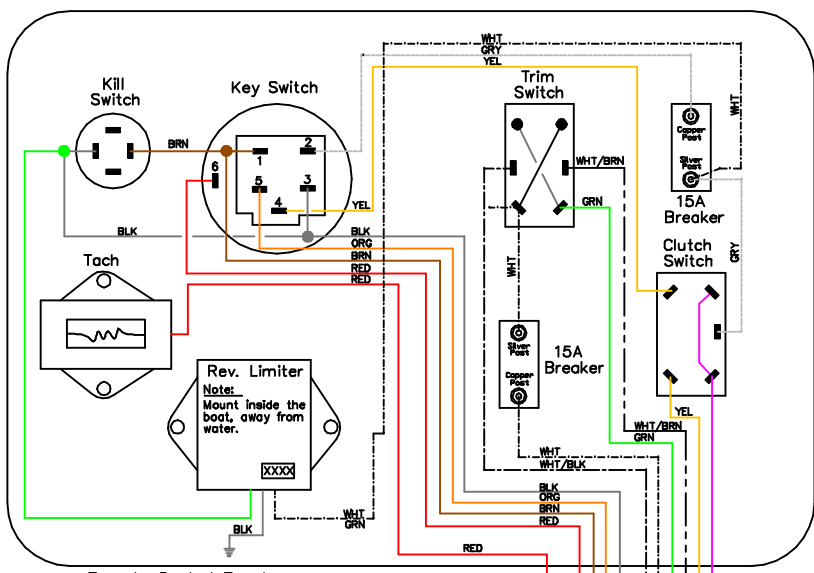 WHT
GRY
YEL
Kill
Switch
Key Switch
Trim
Switch
WHT
Copper
Post
Silver
Post
15A
Breaker
BRN
1
2
3
4
5
6
WHT/BRN
GRN
YEL
BLK
BLK
ORG
BRN
RED
RED
WHT
GRY
Clutch
Switch
Tach
Silver
Post
Copper
Post
15A
Breaker
Rev. Limiter
Note:
Mount inside the
boat, away from
water.
XXXX
YEL
WHT/BRN
GRN
WHT
WHT/BLK
BLK
ORG
BRN
RED
WHT
GRN
BLK
RED